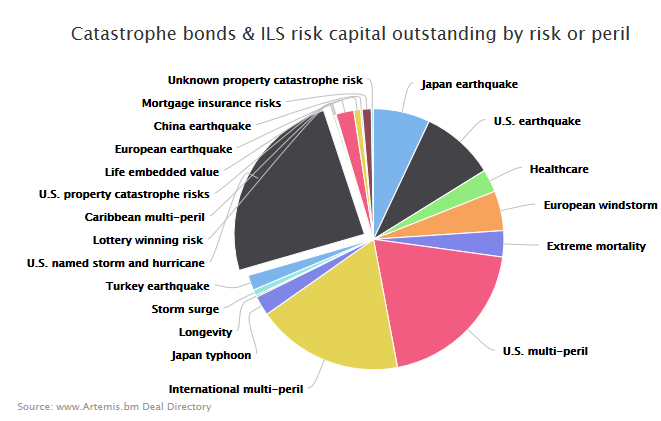 Catastrophe bonds & ILS risk capital outstanding by risk or peril
Unknown property catastrophe risk
Mortgage insurance risks
China earthquake
European earthquake
Life embedded value
U.S. property catastrophe risks
Caribbean multi-peril
Lottery winning risk
U.S. named storm and hurricane
Turkey earthquake
Storm surge
Longevity
Japan typhoon
International multi-peril
Japan earthquake
U.S. earthquake
Healthcare
European windstorm
Extreme mortality
U.S. multi-peril
Source: www.Artemis.bm Deal Directory